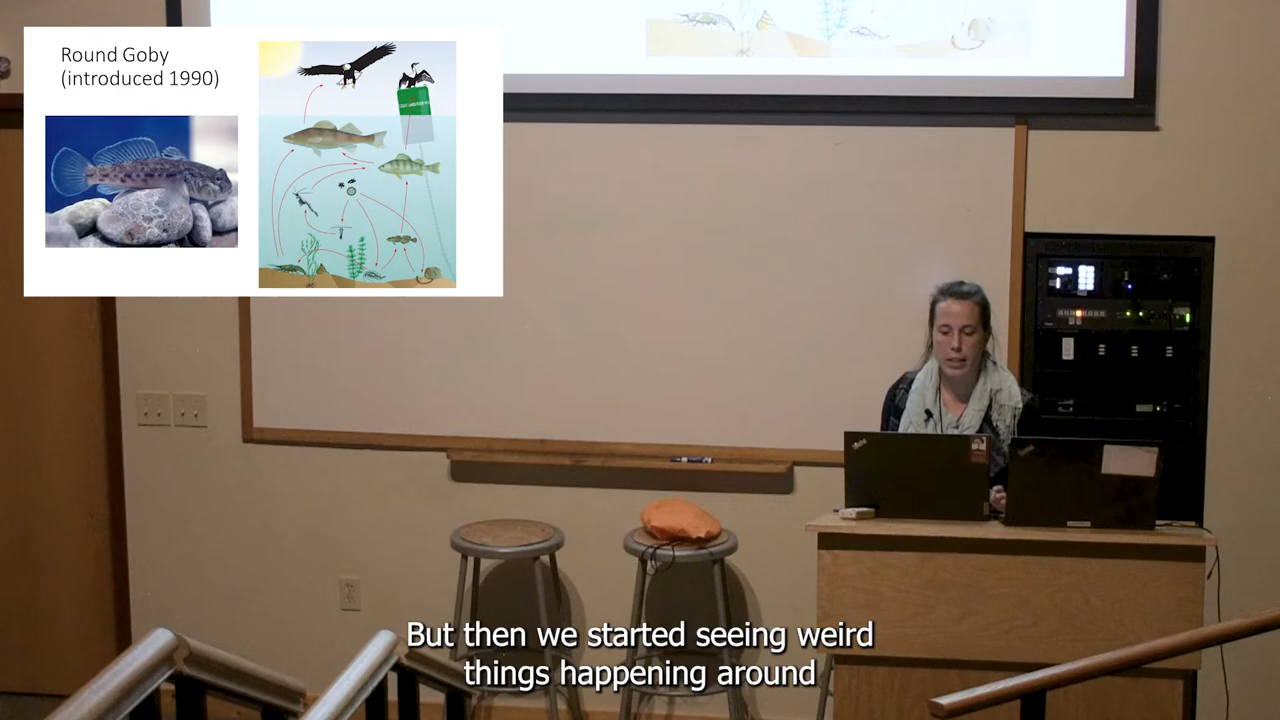 Round Goby
(introduced 1990)
But then we started seeing weird
things happening around